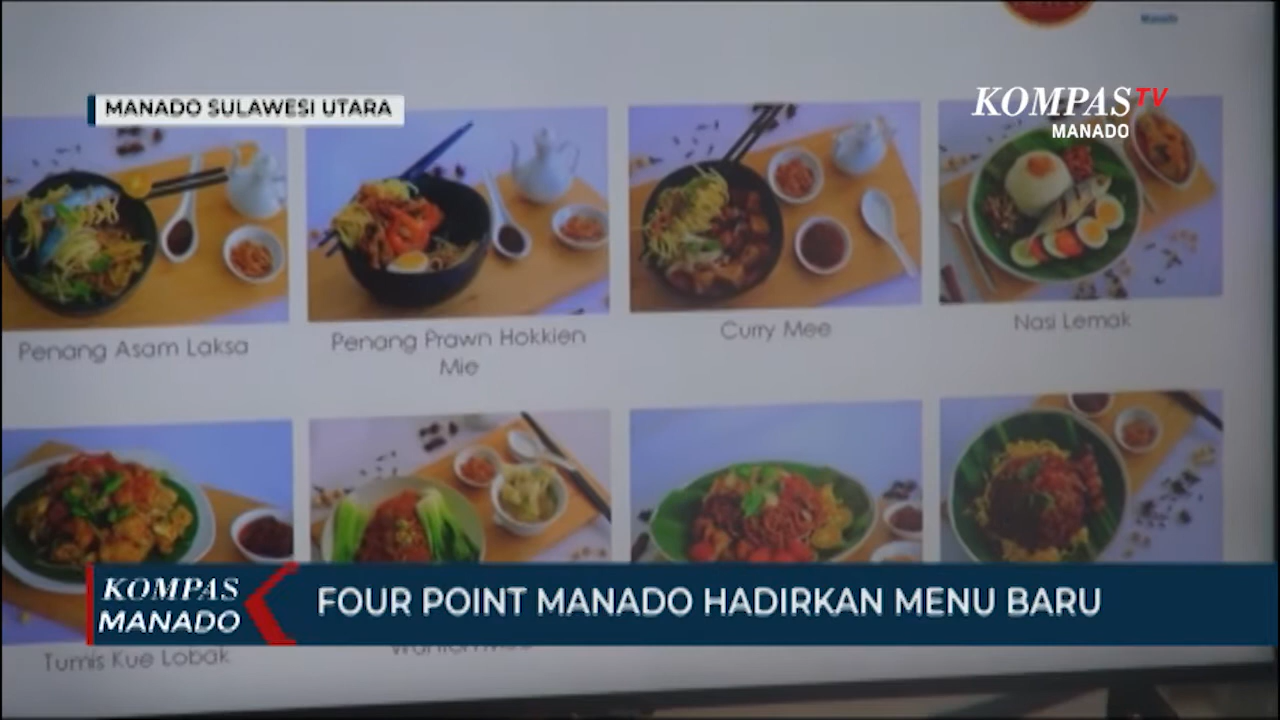 Manado
MANADO SULAWESI UTARA
KOMPAS TV
MANADO
Penang Asam Laksa
Penang Prawn Hokkien
Mie
Curry Mee
Nasi Lemak
KOMPAS
MANADO
FOUR POINT MANADO HADIRKAN MENU BARU
Tumis Kue Lobak